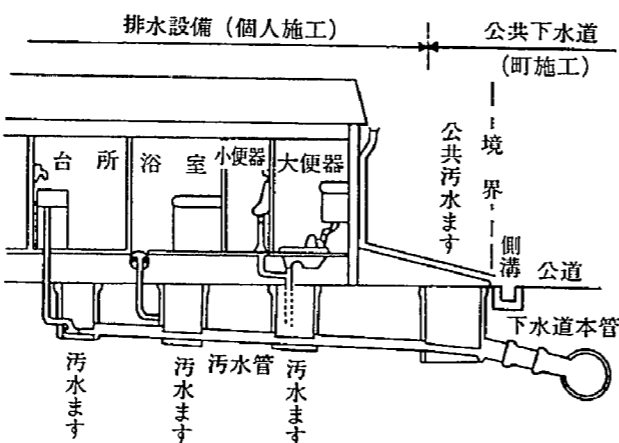 排水設備(個人施工)
公共下水道
(町施工)
台所
浴室
小便器
大便器
公共汚水ます
境界
側溝
公道
下水道本管
汚水ます
汚水ます
汚水管
汚水ます